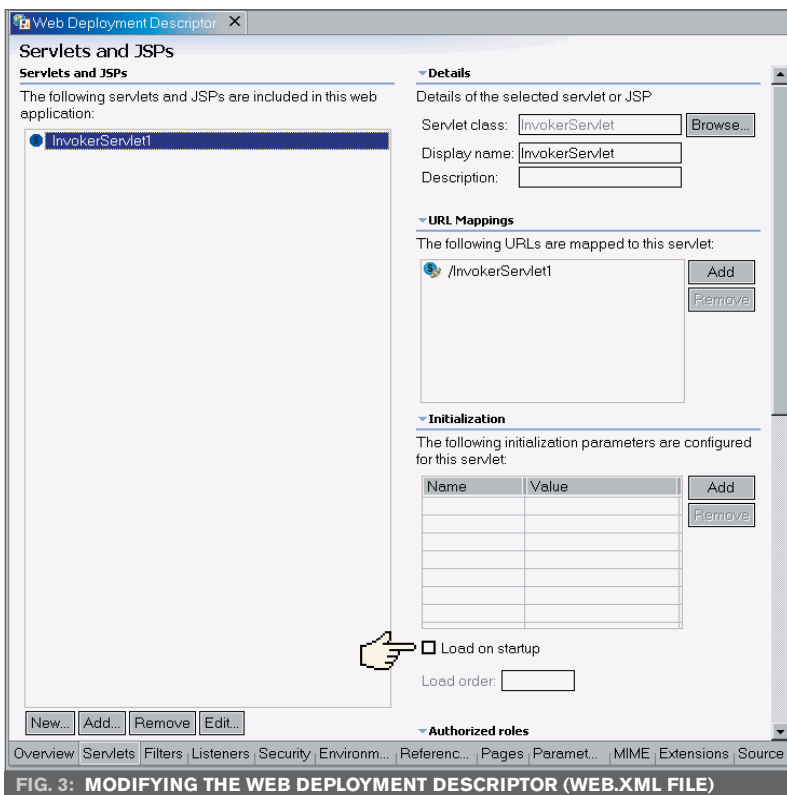 Web Deployment Descriptor X
Servlets and JSPs
Servlets and JSPs
The following servlets and JSPs are included in this web
application:
InvokerServlet1
New... Add... Remove Edit...
Details
Details of the selected servlet or JSP
Servlet class: InvokerServlet Browse...
Display name: InvokerServlet
Description:
URL Mappings
The following URLs are mapped to this servlet:
/InvokerServlet1
Add
Remove
Initialization
The following initialization parameters are configured
for this servlet:
Name Value
Add
Remove
Load on startup
Load order:
Authorized roles
Overview Servlets Filters Listeners Security Environm... Referenc... Pages Paramet... MIME Extensions Source
FIG. 3: MODIFYING THE WEB DEPLOYMENT DESCRIPTOR (WEB.XML FILE)